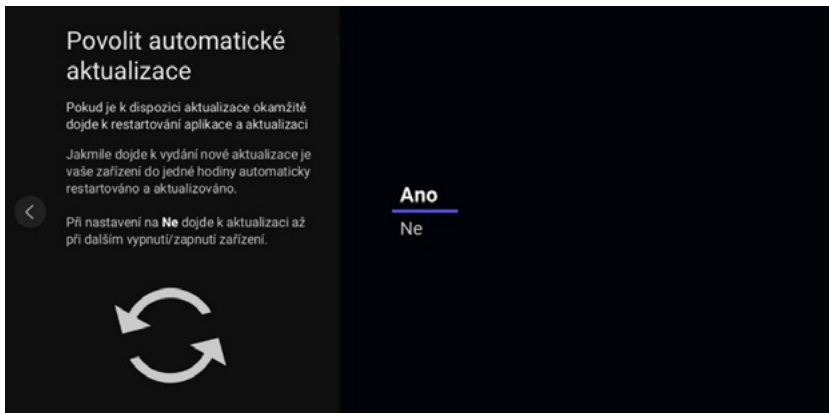 Povolit automatické
aktualizace
Pokud je k dispozici aktualizace okamžitě
dojde k restartování aplikace a aktualizaci
Jakmile dojde k vydání nové aktualizace je
vaše zařízení do jedné hodiny automaticky
restartováno a aktualizováno.
Při nastavení na Ne dojde k aktualizaci až
při dalším vypnutí/zapnutí zařízení.
Ano
Ne